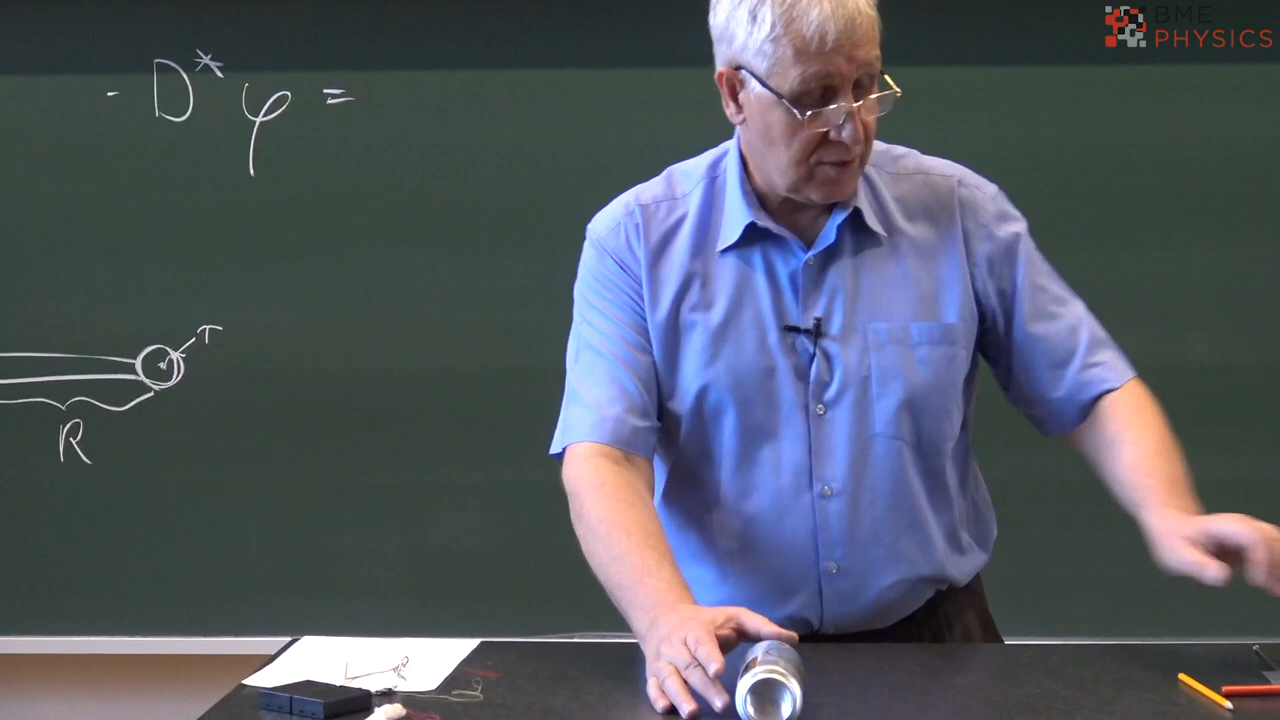 BME
PHYSICS
- D* φ =
r
R